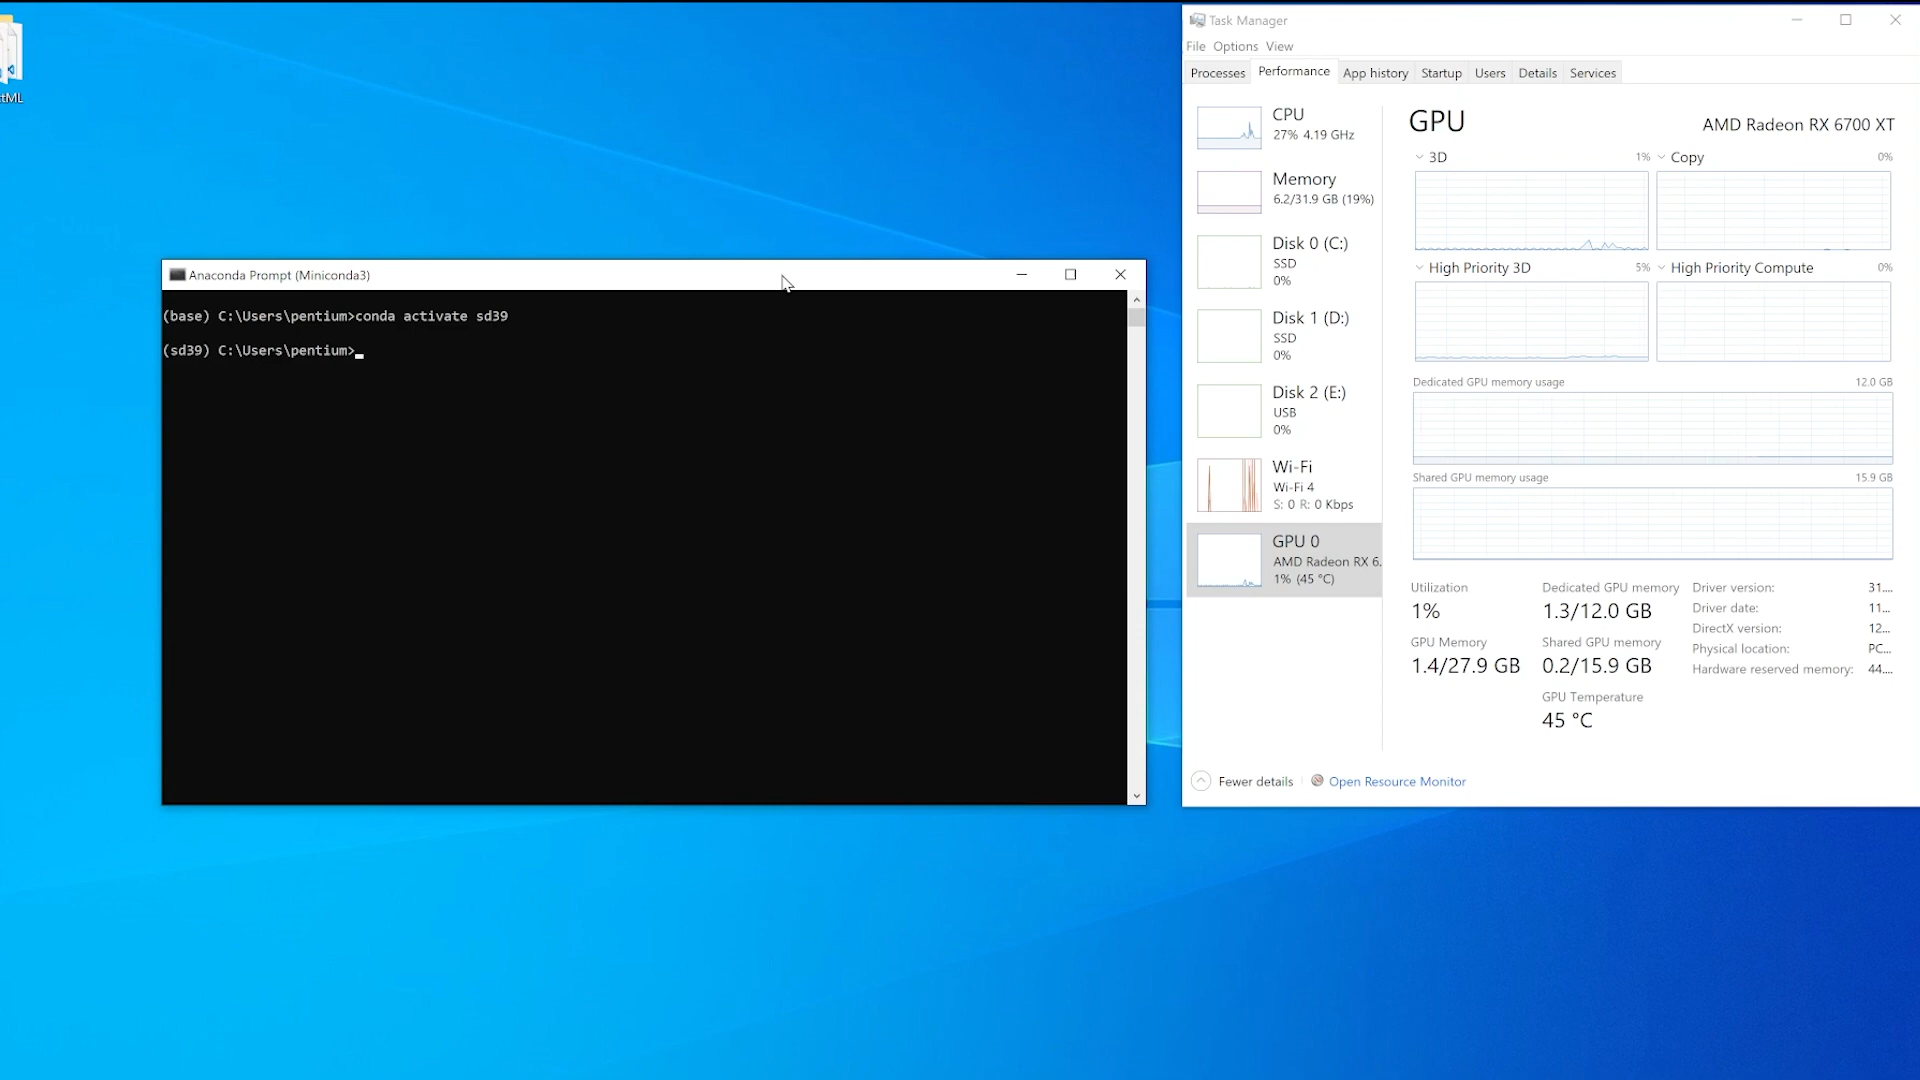 tML
Anaconda Prompt (Miniconda3)
(base) C:\Users\pentium>conda activate sd39
(sd39) C:\Users\pentium>
Task Manager
File Options View
Processes Performance App history Startup Users Details Services
CPU
27% 4.19 GHz
Memory
6.2/31.9 GB (19%)
Disk 0 (C:)
SSD
0%
Disk 1 (D:)
SSD
0%
Disk 2 (E:)
USB
0%
Wi-Fi
Wi-Fi 4
S: 0 R: 0 Kbps
GPU 0
AMD Radeon RX 6.
1% (45 °C)
GPU AMD Radeon RX 6700 XT
3D 1% Copy 0%
High Priority 3D 5% High Priority Compute 0%
Dedicated GPU memory usage 12.0 GB
Shared GPU memory usage 15.9 GB
Utilization
1%
GPU Memory
1.4/27.9 GB
Dedicated GPU memory
1.3/12.0 GB
Shared GPU memory
0.2/15.9 GB
GPU Temperature
45 °C
Driver version: 31....
Driver date: 11...
DirectX version: 12...
Physical location: PC...
Hardware reserved memory: 44....
Fewer details Open Resource Monitor